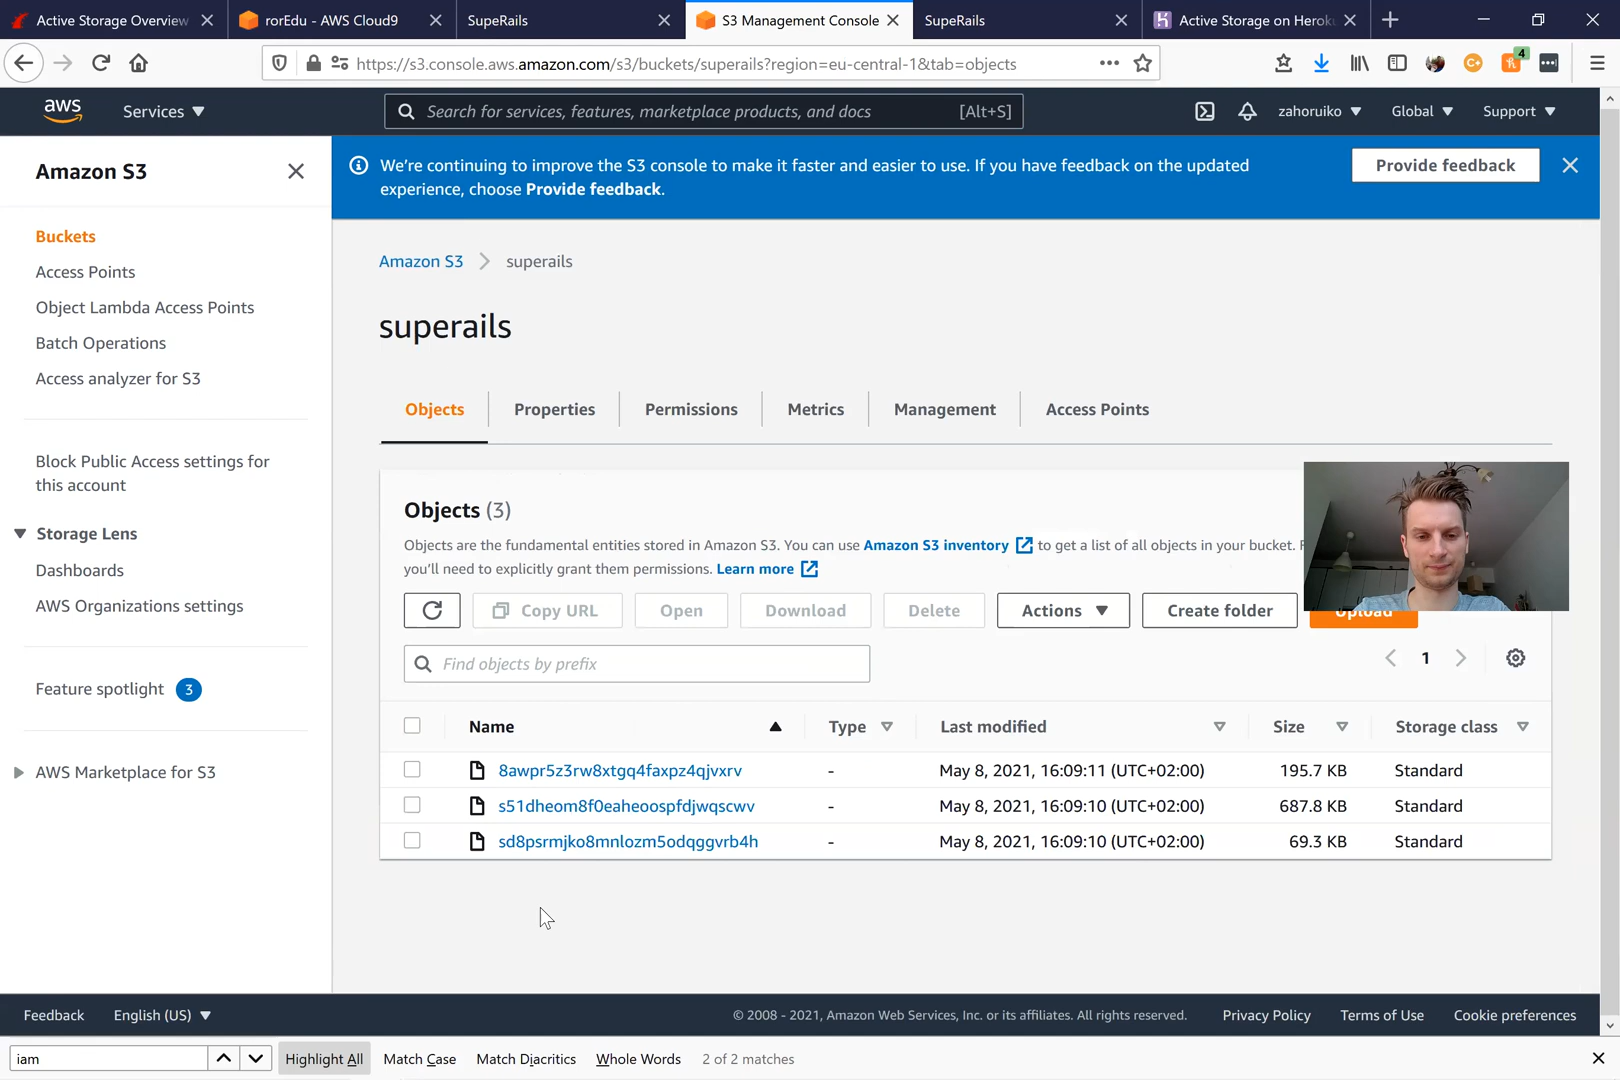 Active Storage Overview
rorEdu - AWS Cloud9
SupeRails
S3 Management Console
SupeRails
Active Storage on Heroku
https://s3.console.aws.amazon.com/s3/buckets/superails?region=eu-central-1&tab=objects
4
aws
Services
Search for services, features, marketplace products, and docs
[Alt+S]
zahoruiko
Global
Support
Amazon S3
We're continuing to improve the S3 console to make it faster and easier to use. If you have feedback on the updated
experience, choose Provide feedback.
Provide feedback
Buckets
Access Points
Object Lambda Access Points
Batch Operations
Access analyzer for S3
Block Public Access settings for
this account
Storage Lens
Dashboards
AWS Organizations settings
Feature spotlight
3
AWS Marketplace for S3
Amazon S3
superails
superails
Objects
Properties
Permissions
Metrics
Management
Access Points
Objects (3)
Objects are the fundamental entities stored in Amazon S3. You can use Amazon S3 inventory to get a list of all objects in your bucket.
you'll need to explicitly grant them permissions. Learn more
Copy URL
Open
Download
Delete
Actions
Create folder
Upload
Find objects by prefix
1
Name Type Last modified Size Storage class
8awpr5z3rw8xtgq4faxpz4qjvxrv - May 8, 2021, 16:09:11 (UTC+02:00) 195.7 KB Standard
s51dheom8f0eaheoospfdjwqscwv - May 8, 2021, 16:09:10 (UTC+02:00) 687.8 KB Standard
sd8psrmjko8mnlozm5odqggvrb4h - May 8, 2021, 16:09:10 (UTC+02:00) 69.3 KB Standard
Feedback
English (US)
© 2008 - 2021, Amazon Web Services, Inc. or its affiliates. All rights reserved.
Privacy Policy
Terms of Use
Cookie preferences
iam
Highlight All
Match Case
Match Diacritics
Whole Words
2 of 2 matches